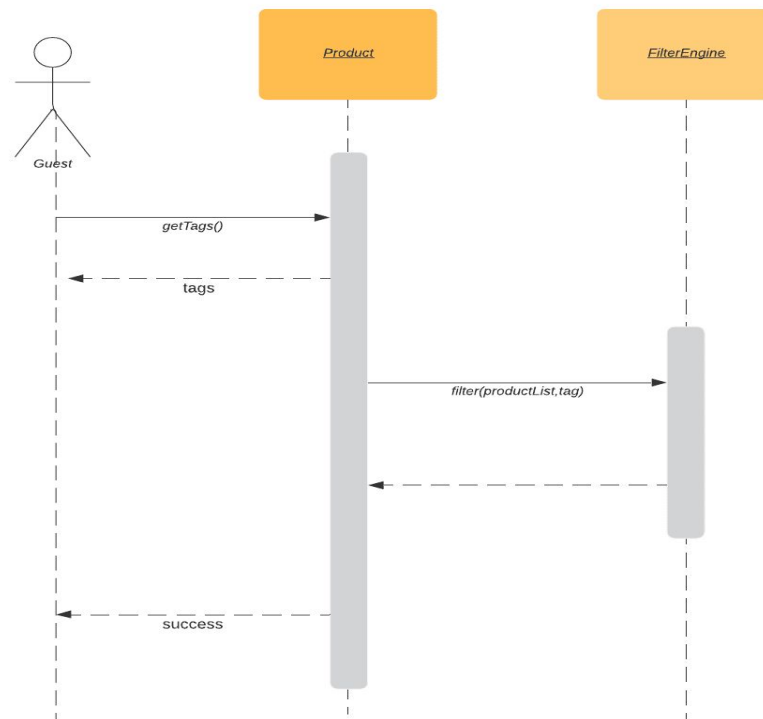 Product
FilterEngine
Guest
getTags()
tags
filter(productList,tag)
success